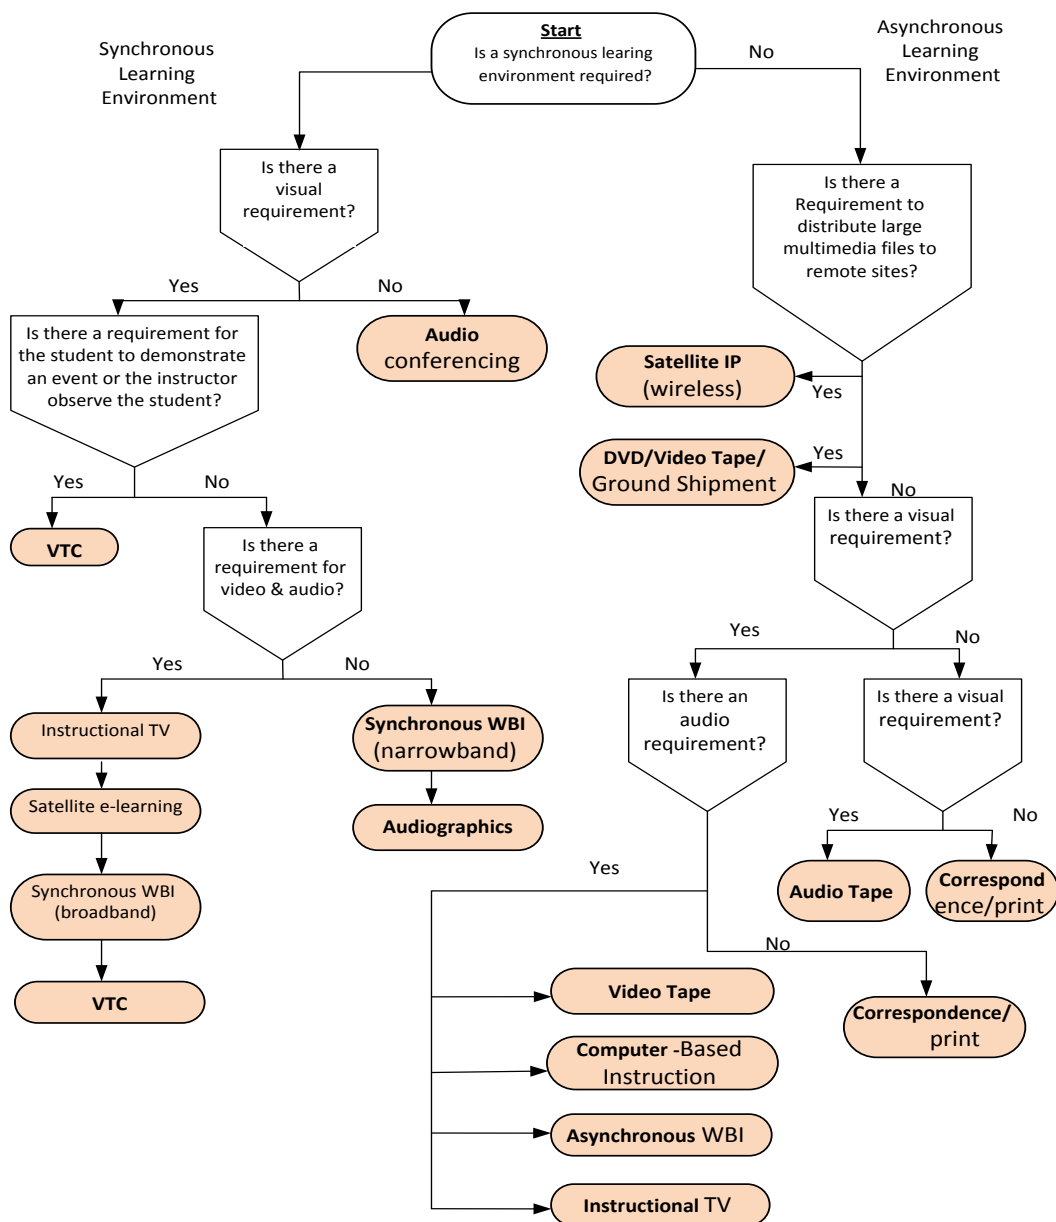 Synchronous
Learning
Environment
Start
Is a synchronous learing
environment required?
No
Asynchronous
Learning
Environment
Is there a
visual
requirement?
Is there a
Requirement to
distribute large
multimedia files to
remote sites?
Yes
No
Is there a requirement for
the student to demonstrate
an event or the instructor
observe the student?
Audio
conferencing
Satellite IP
(wireless)
Yes
DVD/Video Tape/
Ground Shipment
Yes
No
Yes
No
VTC
Is there a
requirement for
video & audio?
Is there a visual
requirement?
Yes
No
Yes
No
Instructional TV
Satellite e-learning
Synchronous WBI
(broadband)
VTC
Synchronous WBI
(narrowband)
Audiographics
Is there an
audio
requirement?
Is there a visual
requirement?
Yes
No
Audio Tape
Correspond
ence/print
Yes
No
Video Tape
Computer -Based
Instruction
Asynchronous WBI
Instructional TV
Correspondence/
print